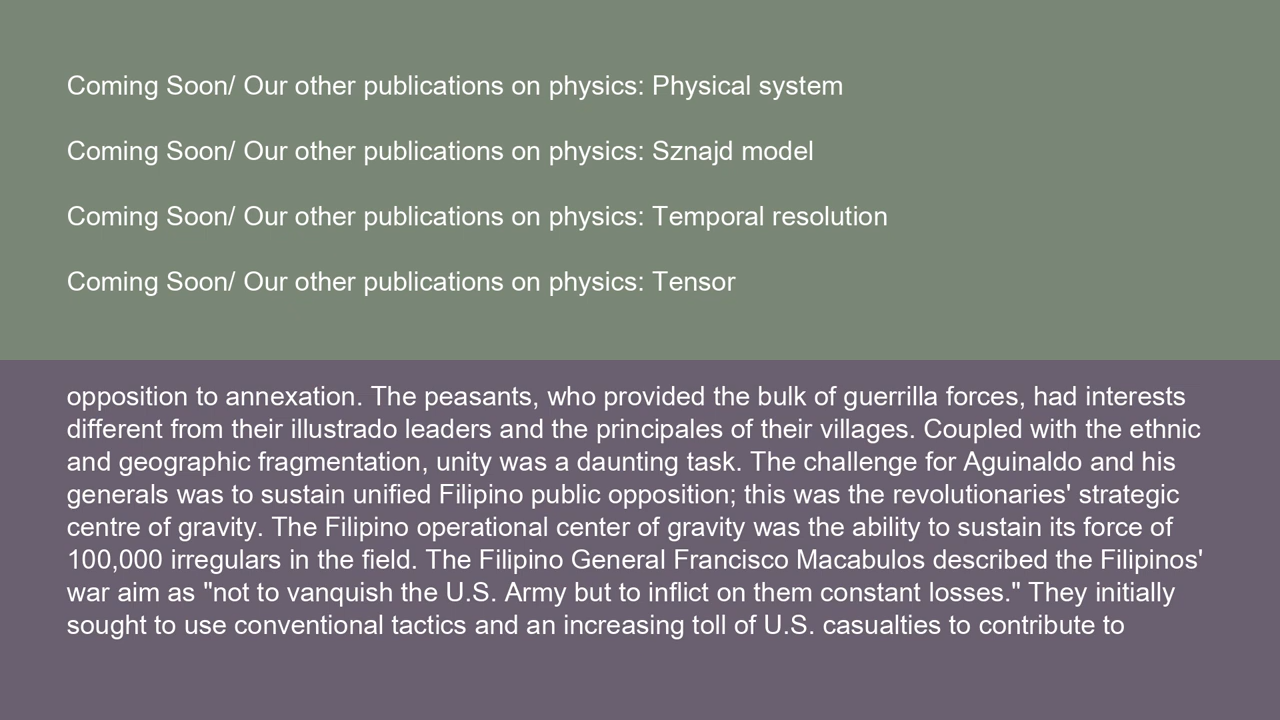 Coming Soon/ Our other publications on physics: Physical system
Coming Soon/ Our other publications on physics: Sznajd model
Coming Soon/ Our other publications on physics: Temporal resolution
Coming Soon/ Our other publications on physics: Tensor
opposition to annexation. The peasants, who provided the bulk of guerrilla forces, had interests
different from their illustrado leaders and the principales of their villages. Coupled with the ethnic
and geographic fragmentation, unity was a daunting task. The challenge for Aguinaldo and his
generals was to sustain unified Filipino public opposition; this was the revolutionaries' strategic
centre of gravity. The Filipino operational center of gravity was the ability to sustain its force of
100,000 irregulars in the field. The Filipino General Francisco Macabulos described the Filipinos'
war aim as "not to vanquish the U.S. Army but to inflict on them constant losses." They initially
sought to use conventional tactics and an increasing toll of U.S. casualties to contribute to